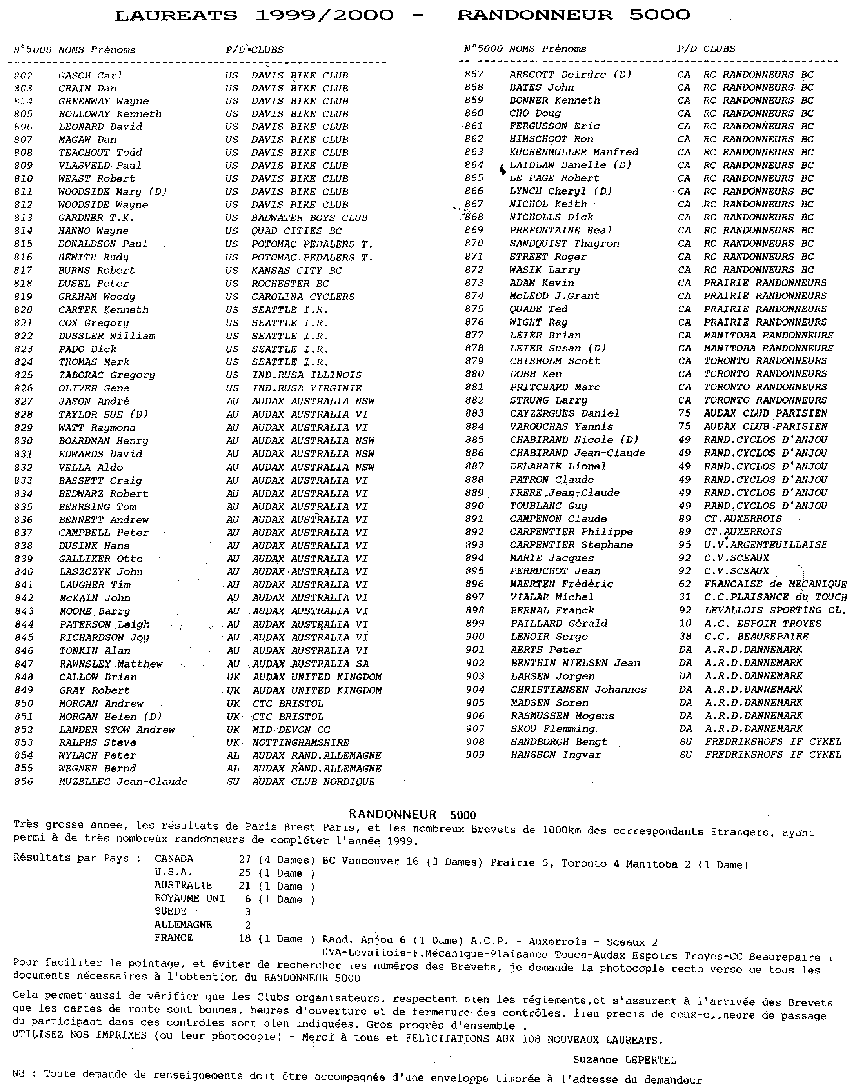 LAUREATS 1999/2000 - RANDONNEUR 5000
N°5000 NOMS Prénoms P/D CLUBS
802 GASCH Carl US DAVIS BIKE CLUB
803 CRAIN Dan US DAVIS BIKE CLUB
804 GREENWAY Wayne US DAVIS BIKE CLUB
805 HOLLOWAY Kenneth US DAVIS BIKE CLUB
806 LEONARD David US DAVIS BIKE CLUB
807 MAGAW Dan US DAVIS BIKE CLUB
808 TEACHOUT Todd US DAVIS BIKE CLUB
809 VLASVELD Paul US DAVIS BIKE CLUB
810 WEAST Robert US DAVIS BIKE CLUB
811 WOODSIDE Mary (D) US DAVIS BIKE CLUB
812 WOODSIDE Wayne US DAVIS BIKE CLUB
813 GARDNER T.K. US BADWATER BOYS CLUB
814 HANNO Wayne US QUAD CITIES BC
815 DONALDSON Paul US POTOMAC PEDALERS T.
816 HEWITH Rudy US POTOMAC.PEDALERS T.
817 BURNS Robert US KANSAS CITY BC
818 DUSEL Peter US ROCHESTER BC
819 GRAHAM Woody US CAROLINA CYCLERS
820 CARTER Kenneth US SEATTLE I.R.
821 COX Gregory US SEATTLE I.R.
822 DUSSLER William US SEATTLE I.R.
823 PADO Dick US SEATTLE I.R.
824 THOMAS Mark US SEATTLE I.R.
825 ZADORAC Gregory US IND.RUSA ILLINOIS
826 OLIVER Gene US IND.RUSA VIRGINIE
827 JASON André AU AUDAX AUSTRALIA NSW
828 TAYLOR SUE (D) AU AUDAX AUSTRALIA VI
829 WATT Raymond AU AUDAX AUSTRALIA VI
830 BOARDMAN Henry AU AUDAX AUSTRALIA NSW
831 EDWARDS David AU AUDAX AUSTRALIA NSW
832 VELLA Aldo AU AUDAX AUSTRALIA NSW
833 BASSETT Craig AU AUDAX AUSTRALIA VI
834 BEDWARZ Robert AU AUDAX AUSTRALIA VI
835 BEHRSING Tom AU AUDAX AUSTRALIA VI
836 BENNETT Andrew AU AUDAX AUSTRALIA VI
837 CAMPBELL Peter AU AUDAX AUSTRALIA VI
838 DUSINK Hans AU AUDAX AUSTRALIA VI
839 GALLIKER Otto AU AUDAX AUSTRALIA VI
840 LASZCZYK John AU AUDAX AUSTRALIA VI
841 LAUGHER Tim AU AUDAX AUSTRALIA VI
842 McKAIN John AU AUDAX AUSTRALIA VI
843 MOORE Barry AU AUDAX AUSTRALIA VI
844 PATERSON Leigh AU AUDAX AUSTRALIA VI
845 RICHARDSON Joy AU AUDAX AUSTRALIA VI
846 TONKIN Alan AU AUDAX AUSTRALIA VI
847 RAWNSLEY Matthew AU AUDAX AUSTRALIA SA
848 CALLOW Brian UK AUDAX UNITED KINGDOM
849 GRAY Robert UK AUDAX UNITED KINGDOM
850 MORGAN Andrew UK CTC BRISTOL
851 MORGAN Helen (D) UK CTC BRISTOL
852 LANDER STOW Andrew UK MID-DEVON CC
853 RALPHS Steve UK NOTTINGHAMSHIRE
854 WYLACH Peter AL AUDAX RAND.ALLEMAGNE
855 WEGNER Bernd AL AUDAX RAND.ALLEMAGNE
856 MUZELLEC Jean-Claude SU AUDAX CLUB NORDIQUE
N°5000 NOMS Prénoms P/D CLUBS
857 ARSCOTT Deirdre (D) CA RC RANDONNEURS BC
858 BATES John CA RC RANDONNEURS BC
859 BONNER Kenneth CA RC RANDONNEURS BC
860 CHO Doug CA RC RANDONNEURS BC
861 FERGUSSON Eric CA RC RANDONNEURS BC
862 HIMSCHOOT Ron CA RC RANDONNEURS BC
863 KUCHENMULLER Manfred CA RC RANDONNEURS BC
864 LAIDLAW Danelle (D) CA RC RANDONNEURS BC
865 LE PAGE Robert CA RC RANDONNEURS BC
866 LYNCH Cheryl (D) CA RC RANDONNEURS BC
867 NICHOL Keith CA RC RANDONNEURS BC
868 NICHOLLS Dick CA RC RANDONNEURS BC
869 PREFONTAINE Real CA RC RANDONNEURS BC
870 SANDQUIST Thagron CA RC RANDONNEURS BC
871 STREET Roger CA RC RANDONNEURS BC
872 WASIK Larry CA RC RANDONNEURS BC
873 ADAM Kevin CA PRAIRIE RANDONNEURS
874 McLEOD J.Grant CA PRAIRIE RANDONNEURS
875 QUADE Ted CA PRAIRIE RANDONNEURS
876 WIGHT Ray CA PRAIRIE RANDONNEURS
877 LEIER Brian CA MANITOBA RANDONNEURS
878 LEIER Susan (D) CA MANITOBA RANDONNEURS
879 CHISHOLM Scott CA TORONTO RANDONNEURS
880 DOBB Ken CA TORONTO RANDONNEURS
881 PRITCHARD Marc CA TORONTO RANDONNEURS
882 STRUNG Larry CA TORONTO RANDONNEURS
883 CAYZERGUES Daniel 75 AUDAX CLUB PARISIEN
884 VAROUCHAS Yannis 75 AUDAX CLUB PARISIEN
885 CHABIRAND Nicole (D) 49 RAND.CYCLOS D'ANJOU
886 CHABIRAND Jean-Claude 49 RAND.CYCLOS D'ANJOU
887 DELAHAIE Lionel 49 RAND.CYCLOS D'ANJOU
888 PATRON Claude 49 RAND.CYCLOS D'ANJOU
889 FRERE Jean-Claude 49 RAND.CYCLOS D'ANJOU
890 TOUBLANC Guy 49 RAND.CYCLOS D'ANJOU
891 CAMPENON Claude 89 CT.AUXERROIS
892 CARPENTIER Philippe 89 CT.AUXERROIS
893 CARPENTIER Stephane 95 U.V.ARGENTEUILLAISE
894 MARIE Jacques 92 C.V.SCEAUX
895 PERRUCHOT Jean 92 C.V.SCEAUX
896 MAERTEN Frédéric 62 FRANCAISE de MECANIQUE
897 VIALAR Michel 31 C.C.PLAISANCE du TOUCH
898 BERNAL Franck 92 LEVALLOIS SPORTING CL.
899 PAILLARD Gérald 10 A.C. ESPOIR TROYES
900 LENOIR Serge 38 C.C. BEAUREPAIRE
901 AERTS Peter DA A.R.D.DANNEMARK
902 BENTHIN NIELSEN Jean DA A.R.D.DANNEMARK
903 LARSEN Jorgen DA A.R.D.DANNEMARK
904 CHRISTIANSEN Johannes DA A.R.D.DANNEMARK
905 MADSEN Soren DA A.R.D.DANNEMARK
906 RASMUSSEN Mogens DA A.R.D.DANNEMARK
907 SKOU Flemming DA A.R.D.DANNEMARK
908 HANDBURGH Bengt SU FREDRIKSHOFS IF CYKEL
909 HANSSON Ingvar SU FREDRIKSHOFS IF CYKEL
RANDONNEUR 5000
Très grosse année, les résultats de Paris Brest Paris, et les nombreux Brevets de 1000km des correspondants Etrangers, ayant
permi à de très nombreux randonneurs de compléter l'année 1999.
Résultats par Pays : CANADA 27 (4 Dames) BC Vancouver 16 (3 Dames) Prairie 5, Toronto 4 Manitoba 2 (1 Dame)
U.S.A. 25 (1 Dame )
AUSTRALIE 21 (1 Dame )
ROYAUME UNI 6 (1 Dame )
SUEDE 3
ALLEMAGNE 2
FRANCE 18 (1 Dame ) Rand. Anjou 6 (1 Dame) A.C.P. - Auxerrois - Sceaux 2
UVA-Levallois-F.Mécanique-Plaisance Touch-Audax Espoirs Troyes-CC Beaurepaire 1
Pour faciliter le pointage, et éviter de rechercher les numéros des Brevets, je demande la photocopie recto verso de tous les
documents nécessaires à l'obtention du RANDONNEUR 5000
Cela permet aussi de vérifier que les Clubs organisateurs, respectent bien les réglements,et s'assurent à l'arrivée des Brevets
que les cartes de route sont bonnes, heures d'ouverture et de fermeture des contrôles, lieu precis de ceux-ci,heure de passage
du participant dans ces contrôles sont bien indiquées. Gros progrès d'ensemble .
UTILISEZ NOS IMPRIMES (ou leur photocopie) - Merci à tous et FELICITATIONS AUX 108 NOUVEAUX LAUREATS.
Suzanne LEPERTEL
NB : Toute demande de renseignements doit être accompagnée d'une enveloppe timbrée à l'adresse du demandeur